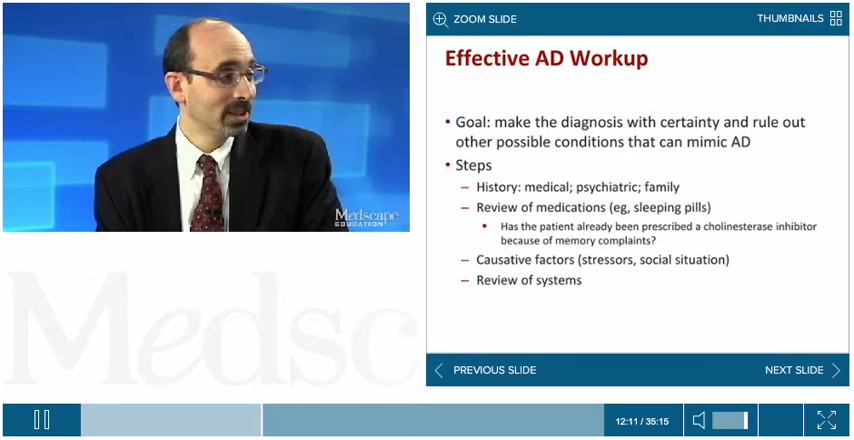 ZOOM SLIDE
THUMBNAILS
Effective AD Workup
• Goal: make the diagnosis with certainty and rule out
other possible conditions that can mimic AD
• Steps
– History: medical; psychiatric; family
– Review of medications (eg, sleeping pills)
▪ Has the patient already been prescribed a cholinesterase inhibitor
because of memory complaints?
– Causative factors (stressors, social situation)
– Review of systems
Medscape
EDUCATION
Medsc
PREVIOUS SLIDE
NEXT SLIDE
12:11 / 35:15